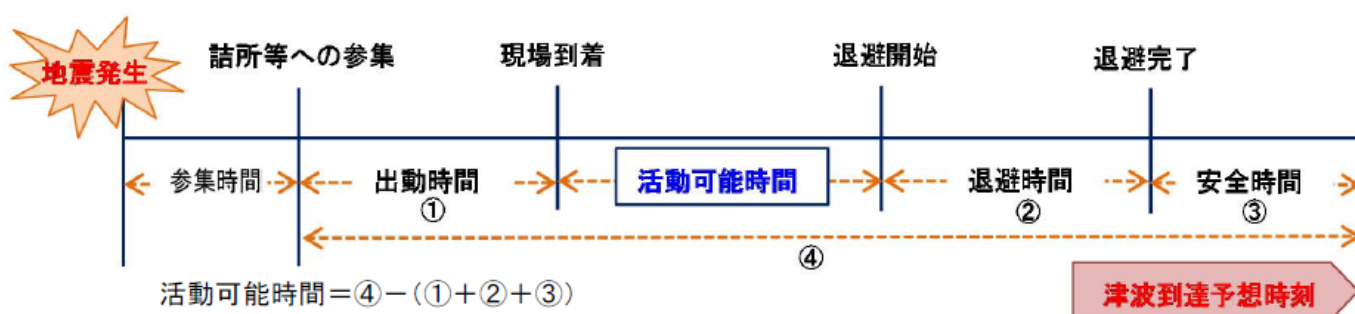 地震発生
詰所等への参集
現場到着
退避開始
退避完了
参集時間
出動時間
①
活動可能時間
退避時間
②
安全時間
③
④
活動可能時間＝④－(①＋②＋③)
津波到達予想時刻